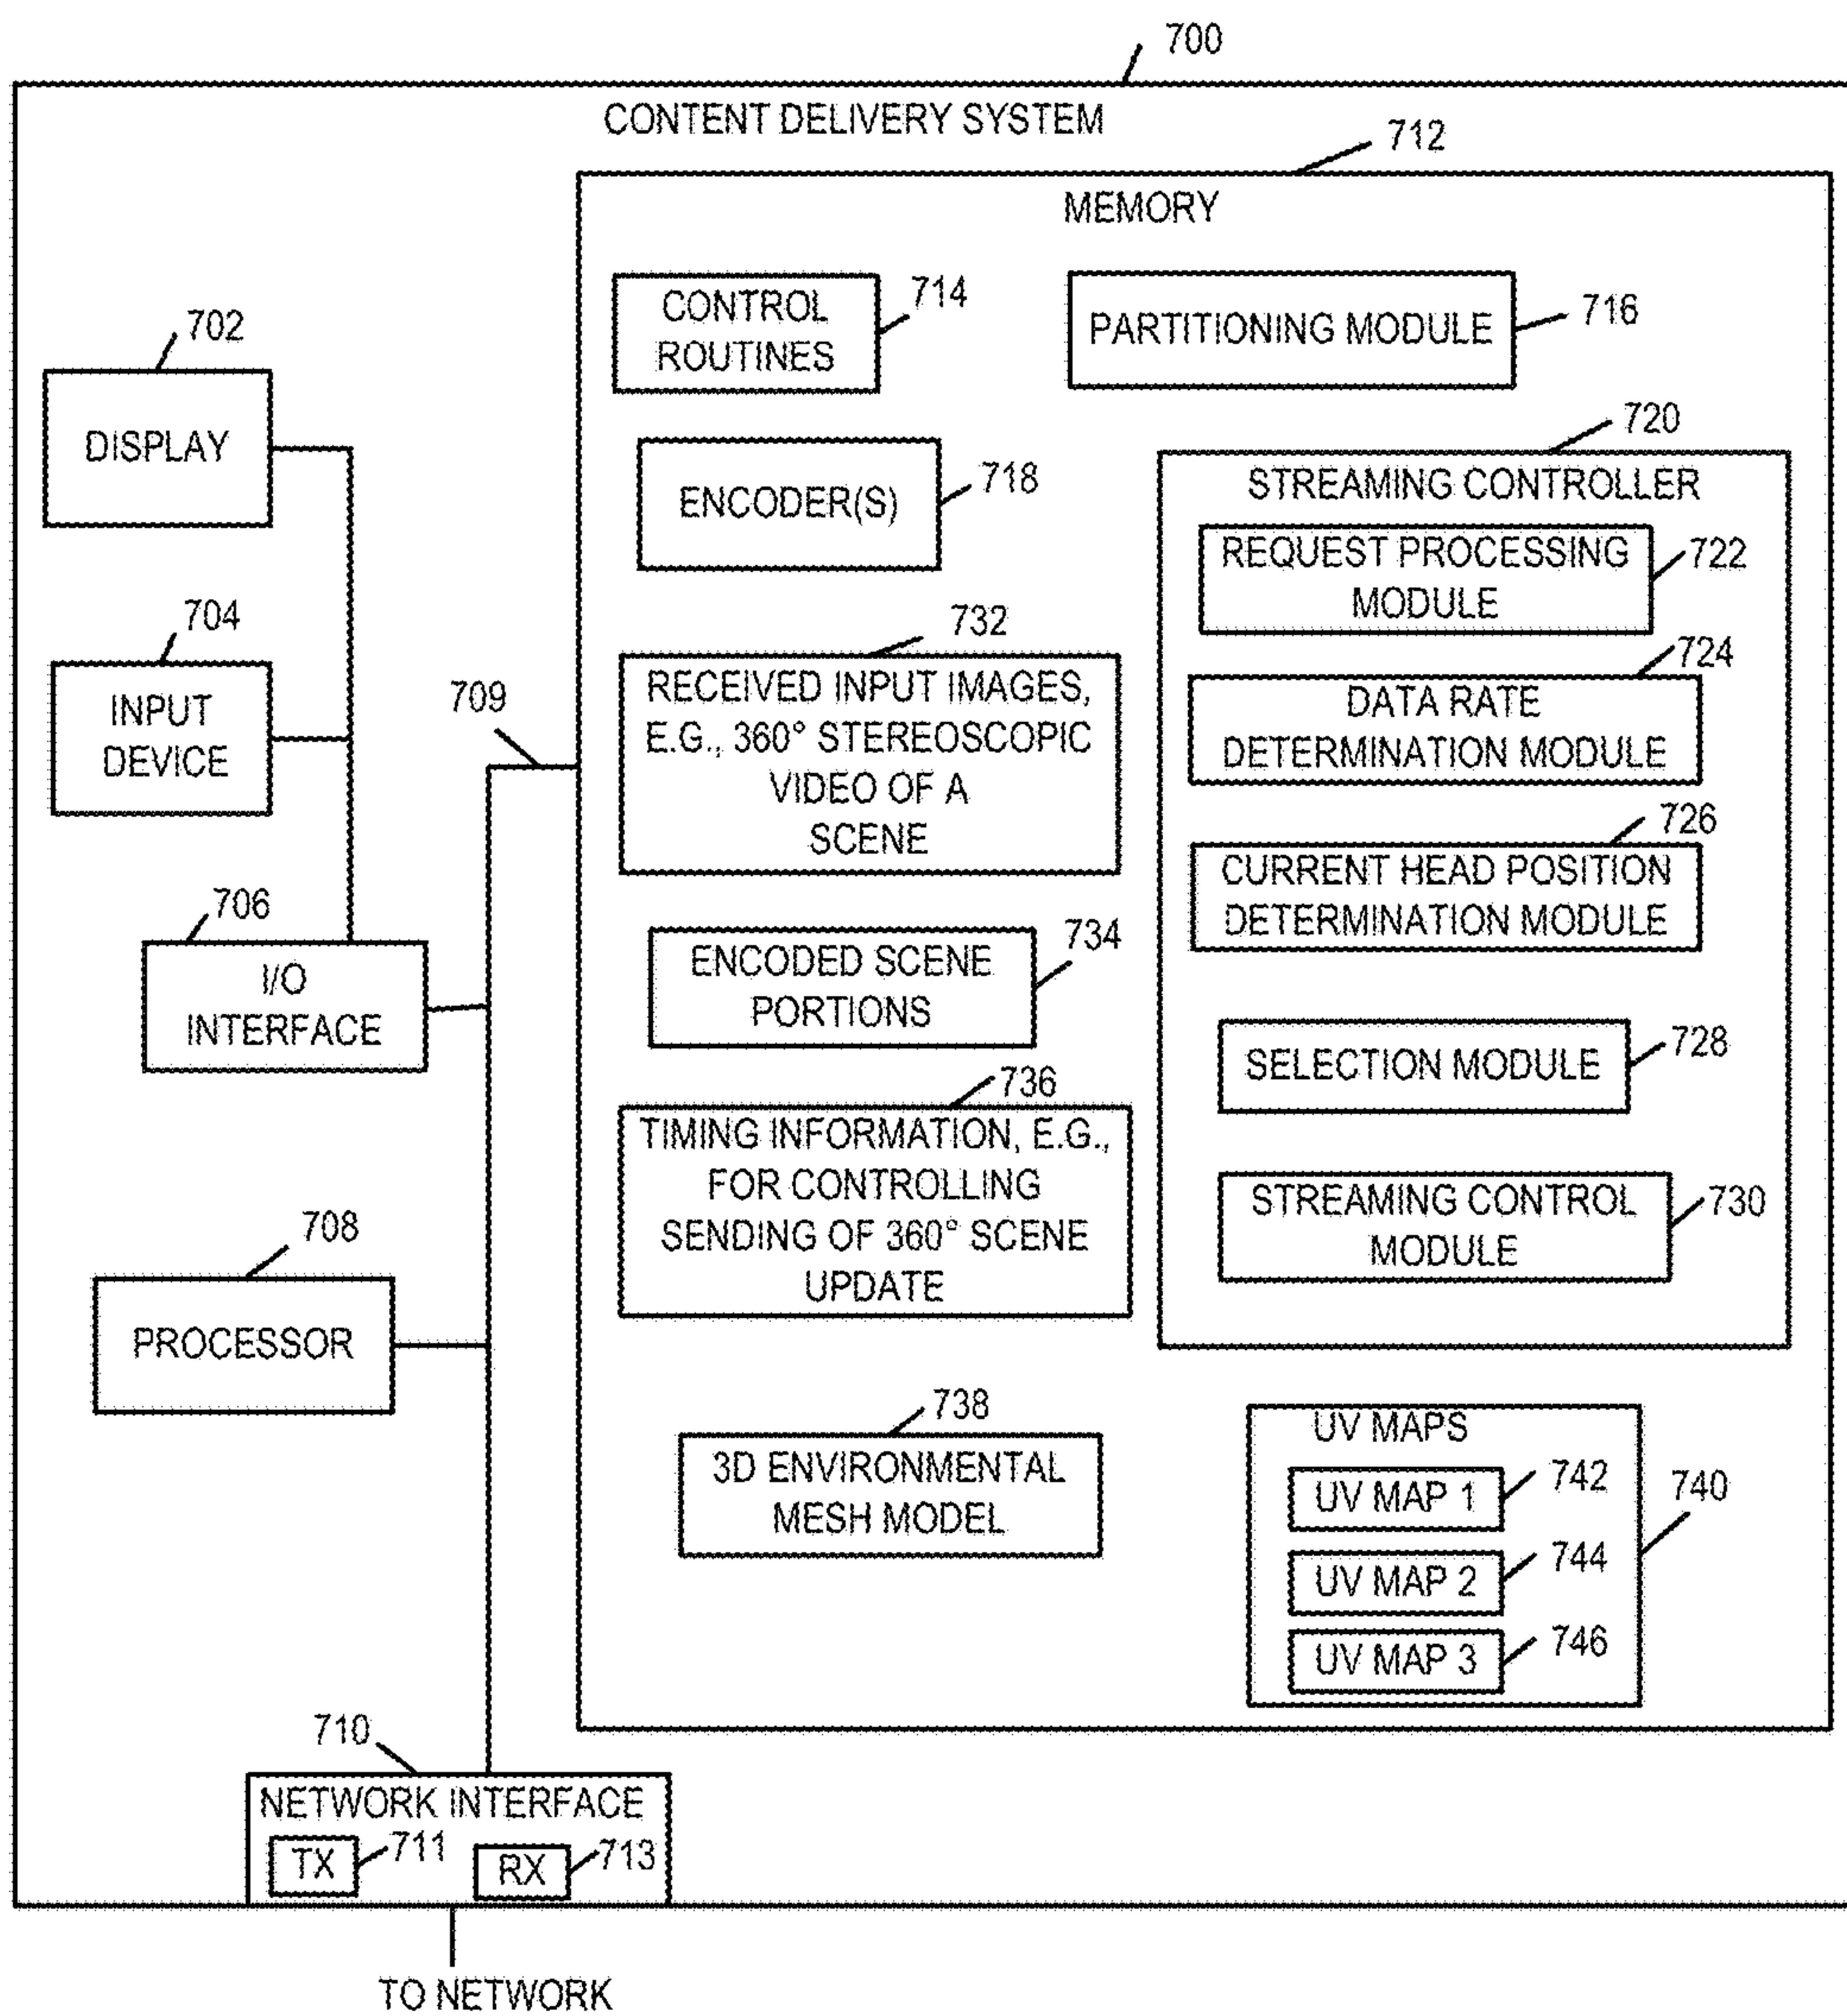 700
CONTENT DELIVERY SYSTEM
712
MEMORY
CONTROL
ROUTINES
714
PARTITIONING MODULE
716
702
DISPLAY
ENCODER(S)
718
720
STREAMING CONTROLLER
REQUEST PROCESSING
MODULE
722
704
INPUT
DEVICE
709
732
RECEIVED INPUT IMAGES,
E.G., 360° STEREOSCOPIC
VIDEO OF A
SCENE
724
DATA RATE
DETERMINATION MODULE
726
CURRENT HEAD POSITION
DETERMINATION MODULE
706
I/O
INTERFACE
ENCODED SCENE
PORTIONS
734
SELECTION MODULE
728
736
TIMING INFORMATION, E.G.,
FOR CONTROLLING
SENDING OF 360° SCENE
UPDATE
STREAMING CONTROL
MODULE
730
708
PROCESSOR
738
3D ENVIRONMENTAL
MESH MODEL
UV MAPS
UV MAP 1
742
740
UV MAP 2
744
UV MAP 3
746
710
NETWORK INTERFACE
TX
711
RX
713
TO NETWORK